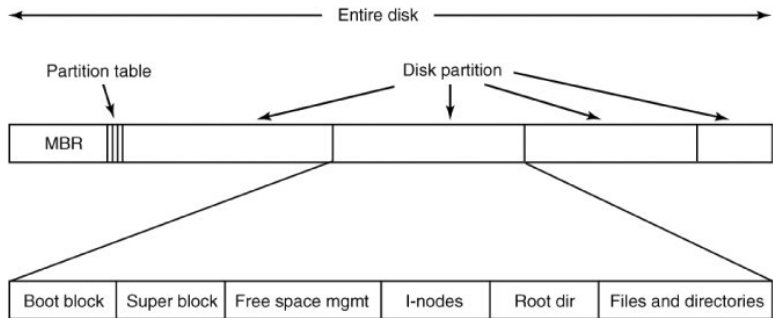 Entire disk
Partition table
Disk partition
MBR
Boot block
Super block
Free space mgmt
I-nodes
Root dir
Files and directories